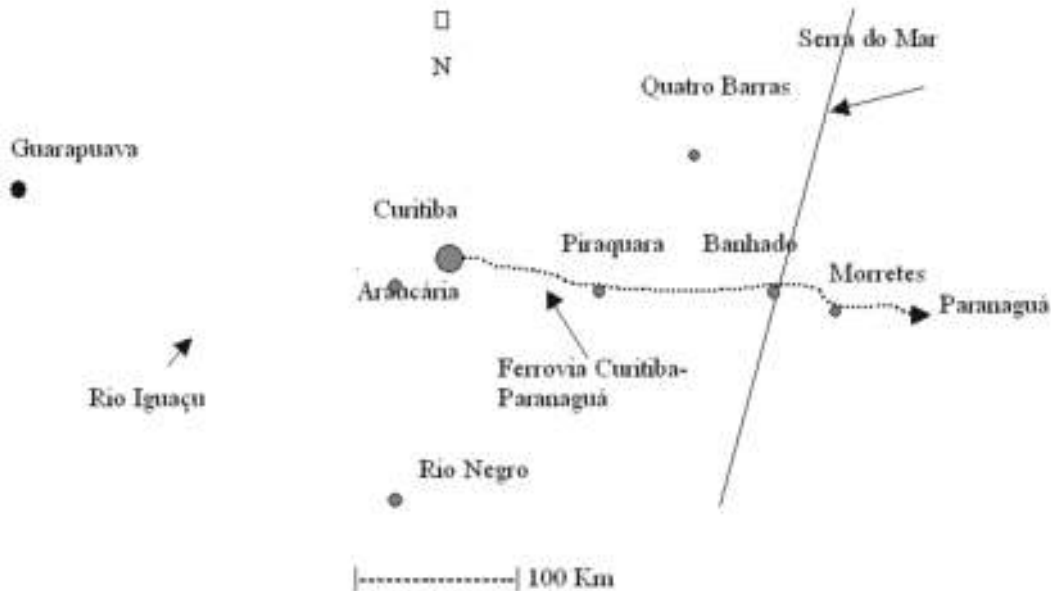 N
Serra do Mar
Quatro Barras
Guarapuava
Curitiba
Piraquara
Banhado
Morretes
Araucária
Paranaguá
Ferrovia Curitiba-
Paranaguá
Rio Iguaçu
Rio Negro
100 Km